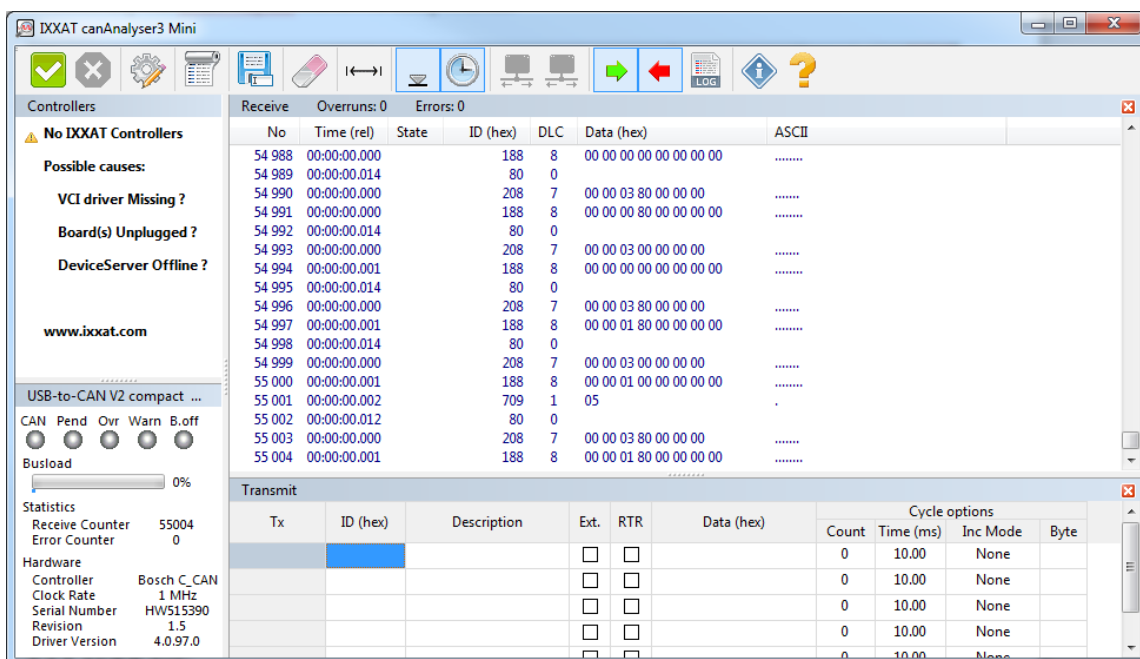 IXXAT canAnalyser3 Mini
LOG
Controllers
No IXXAT Controllers
Possible causes:
VCI driver Missing ?
Board(s) Unplugged ?
DeviceServer Offline ?
www.ixxat.com
USB-to-CAN V2 compact ...
CAN Pend Ovr Warn B.off
Busload
0%
Statistics
Receive Counter 55004
Error Counter 0
Hardware
Controller Bosch C_CAN
Clock Rate 1 MHz
Serial Number HW515390
Revision 1.5
Driver Version 4.0.97.0
Receive Overruns: 0 Errors: 0
No Time (rel) State ID (hex) DLC Data (hex) ASCII
54 988 00:00:00.000 188 8 00 00 00 00 00 00 00 00 ........
54 989 00:00:00.014 80 0
54 990 00:00:00.000 208 7 00 00 03 80 00 00 00 .......
54 991 00:00:00.000 188 8 00 00 00 80 00 00 00 00 ........
54 992 00:00:00.014 80 0
54 993 00:00:00.000 208 7 00 00 03 00 00 00 00 .......
54 994 00:00:00.001 188 8 00 00 00 00 00 00 00 00 ........
54 995 00:00:00.014 80 0
54 996 00:00:00.000 208 7 00 00 03 80 00 00 00 .......
54 997 00:00:00.001 188 8 00 00 01 80 00 00 00 00 ........
54 998 00:00:00.014 80 0
54 999 00:00:00.000 208 7 00 00 03 00 00 00 00 .......
55 000 00:00:00.001 188 8 00 00 01 00 00 00 00 00 ........
55 001 00:00:00.002 709 1 05 .
55 002 00:00:00.012 80 0
55 003 00:00:00.000 208 7 00 00 03 80 00 00 00 .......
55 004 00:00:00.001 188 8 00 00 01 80 00 00 00 00 ........
Transmit
Cycle options
Tx ID (hex) Description Ext. RTR Data (hex) Count Time (ms) Inc Mode Byte
0 10.00 None
0 10.00 None
0 10.00 None
0 10.00 None
0 10.00 None